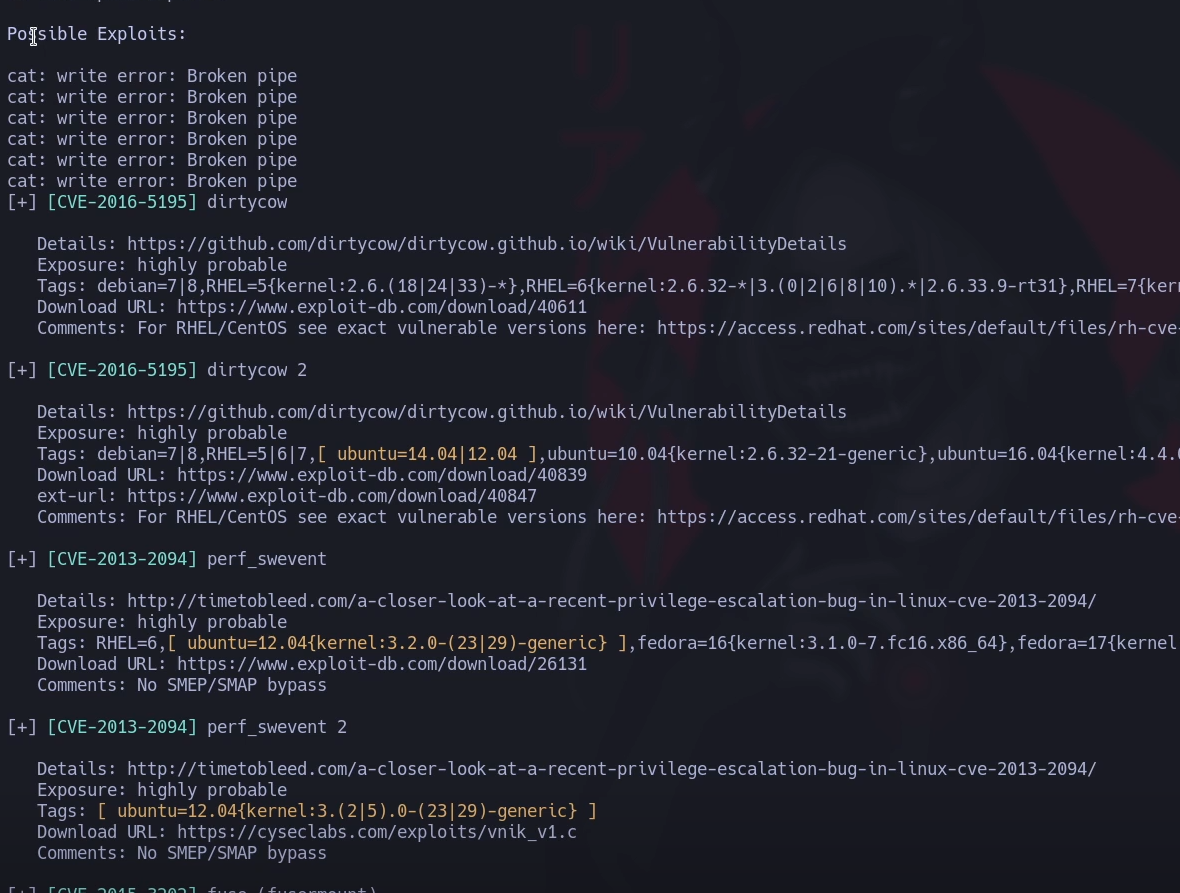 Possible Exploits:
cat: write error: Broken pipe
cat: write error: Broken pipe
cat: write error: Broken pipe
cat: write error: Broken pipe
cat: write error: Broken pipe
cat: write error: Broken pipe
[+] [CVE-2016-5195] dirtycow
Details: https://github.com/dirtycow/dirtycow.github.io/wiki/VulnerabilityDetails
Exposure: highly probable
Tags: debian=7|8,RHEL=5{kernel:2.6.(18|24|33)-*},RHEL=6{kernel:2.6.32-*|3.(0|2|6|8|10).*|2.6.33.9-rt31},RHEL=7{kern
Download URL: https://www.exploit-db.com/download/40611
Comments: For RHEL/CentOS see exact vulnerable versions here: https://access.redhat.com/sites/default/files/rh-cve-
[+] [CVE-2016-5195] dirtycow 2
Details: https://github.com/dirtycow/dirtycow.github.io/wiki/VulnerabilityDetails
Exposure: highly probable
Tags: debian=7|8,RHEL=5|6|7,[ ubuntu=14.04|12.04 ],ubuntu=10.04{kernel:2.6.32-21-generic},ubuntu=16.04{kernel:4.4.0
Download URL: https://www.exploit-db.com/download/40839
ext-url: https://www.exploit-db.com/download/40847
Comments: For RHEL/CentOS see exact vulnerable versions here: https://access.redhat.com/sites/default/files/rh-cve-
[+] [CVE-2013-2094] perf_swevent
Details: http://timetobleed.com/a-closer-look-at-a-recent-privilege-escalation-bug-in-linux-cve-2013-2094/
Exposure: highly probable
Tags: RHEL=6,[ ubuntu=12.04{kernel:3.2.0-(23|29)-generic} ],fedora=16{kernel:3.1.0-7.fc16.x86_64},fedora=17{kernel
Download URL: https://www.exploit-db.com/download/26131
Comments: No SMEP/SMAP bypass
[+] [CVE-2013-2094] perf_swevent 2
Details: http://timetobleed.com/a-closer-look-at-a-recent-privilege-escalation-bug-in-linux-cve-2013-2094/
Exposure: highly probable
Tags: [ ubuntu=12.04{kernel:3.(2|5).0-(23|29)-generic} ]
Download URL: https://cyseclabs.com/exploits/vnik_v1.c
Comments: No SMEP/SMAP bypass
[+] [CVE-2015-3202] fuse (fusermount)
リア